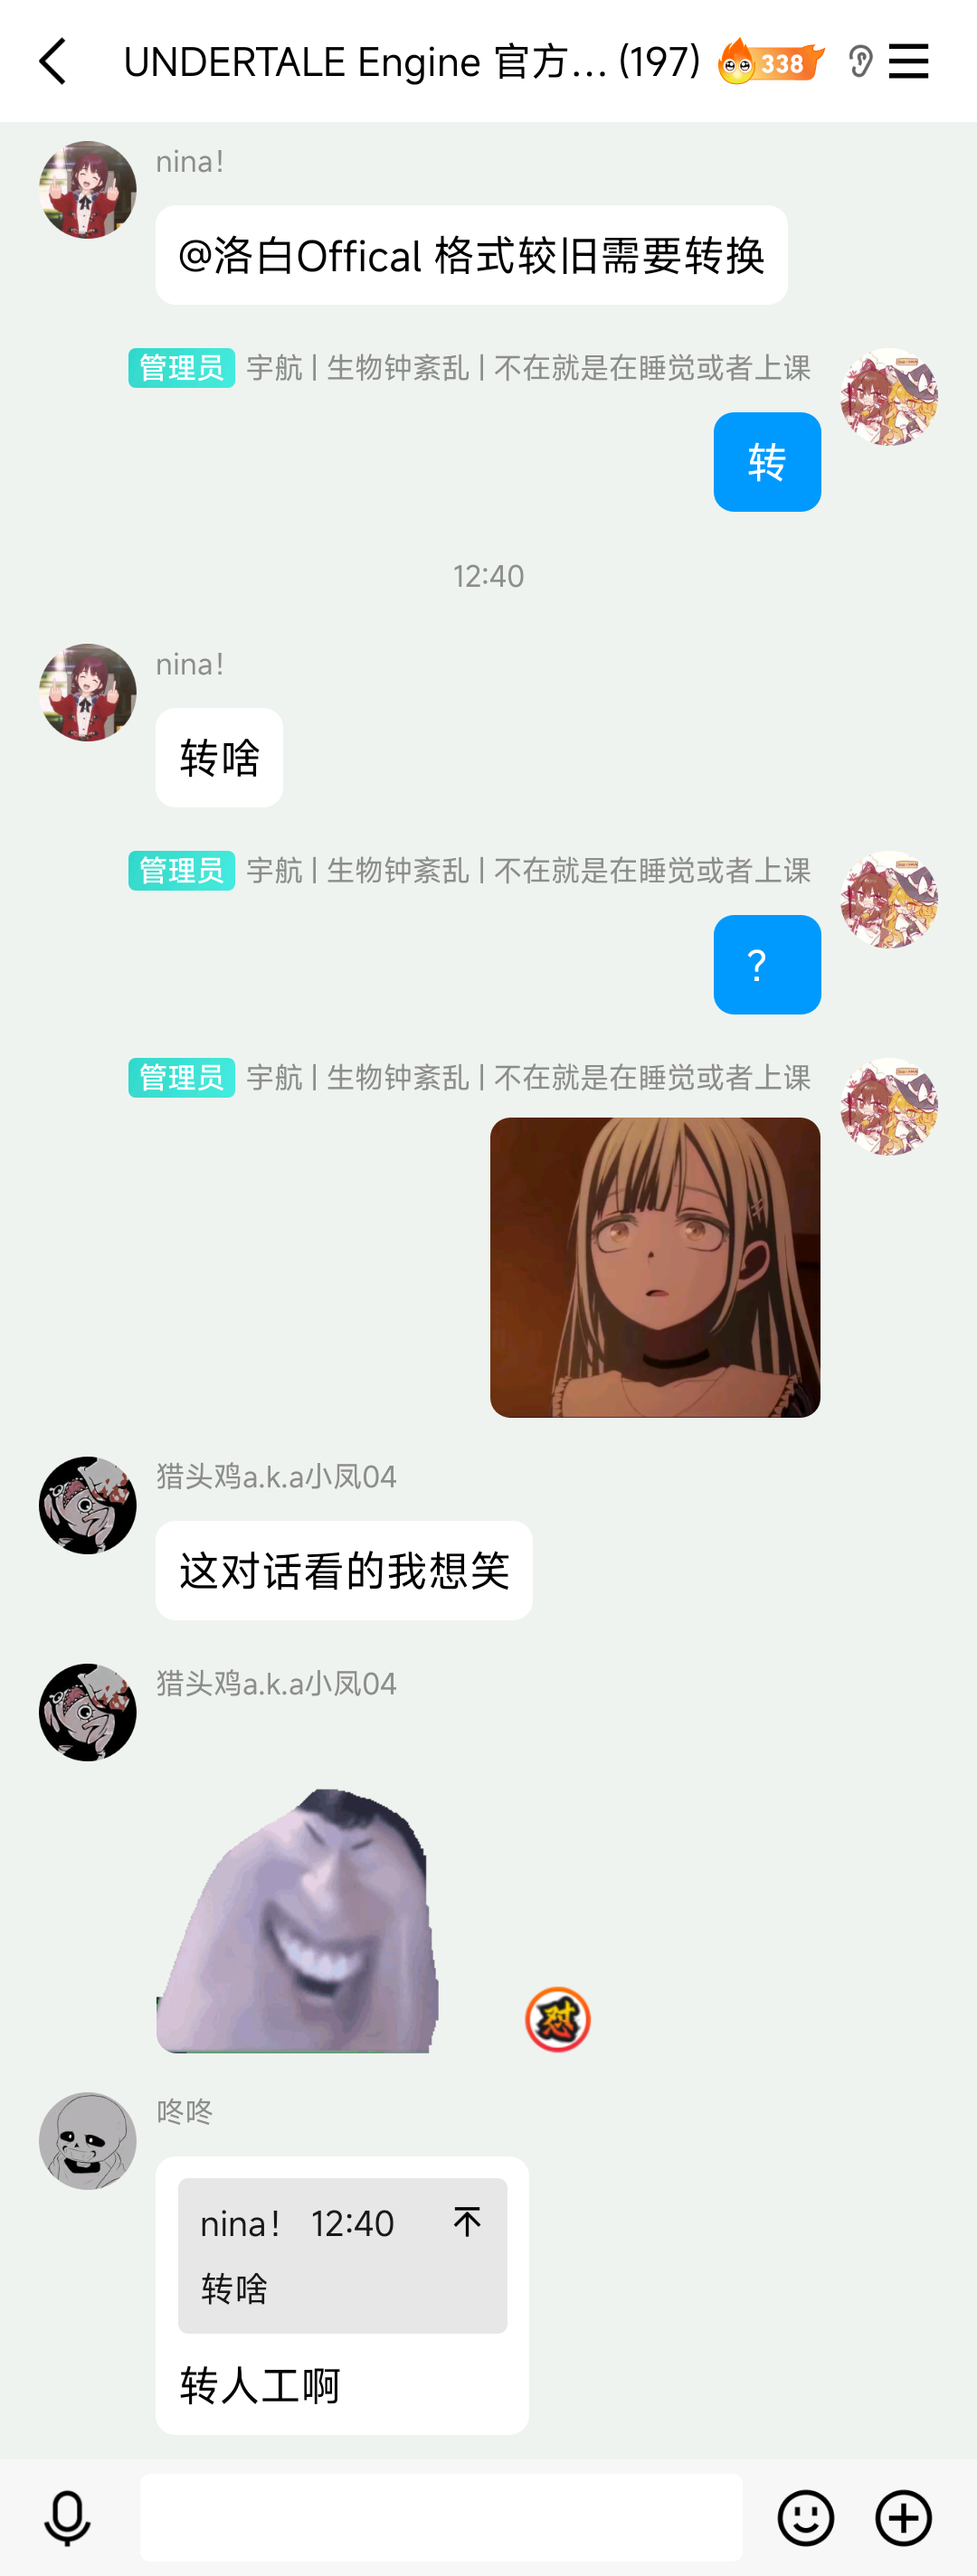 UNDERTALE Engine 官方... (197) 338
nina！
@洛白Offical 格式较旧需要转换
管理员 宇航 | 生物钟紊乱 | 不在就是在睡觉或者上课
转
12:40
nina！
转啥
管理员 宇航 | 生物钟紊乱 | 不在就是在睡觉或者上课
？
管理员 宇航 | 生物钟紊乱 | 不在就是在睡觉或者上课
猎头鸡a.k.a小凤04
这对话看的我想笑
猎头鸡a.k.a小凤04
怼
咚咚
nina！ 12:40
转啥
转人工啊